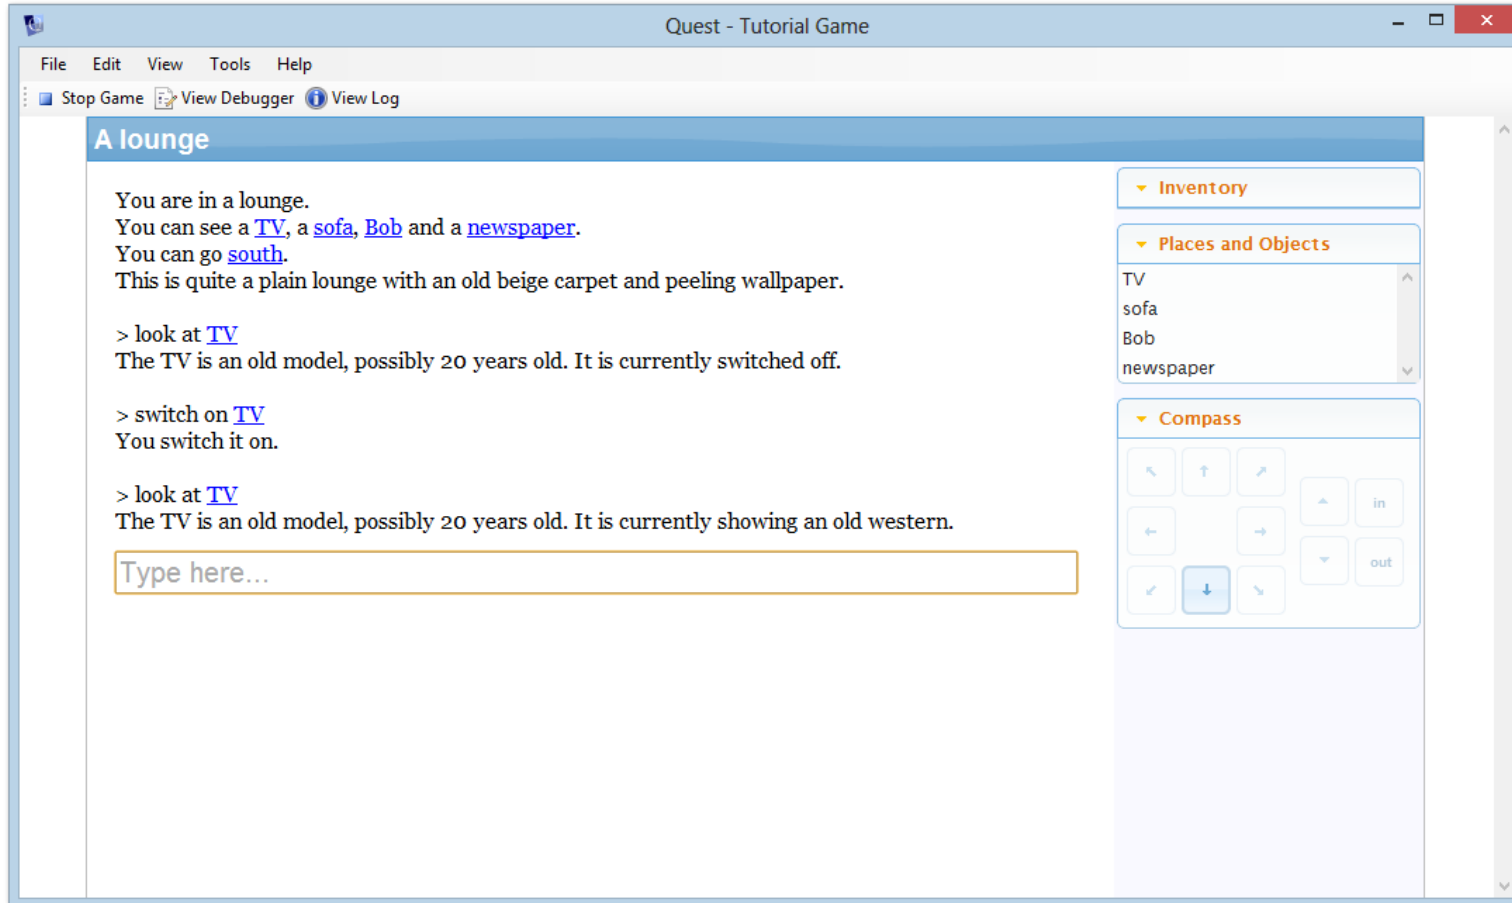 Quest - Tutorial Game
File Edit View Tools Help
Stop Game View Debugger View Log
A lounge
You are in a lounge.
You can see a TV, a sofa, Bob and a newspaper.
You can go south.
This is quite a plain lounge with an old beige carpet and peeling wallpaper.
> look at TV
The TV is an old model, possibly 20 years old. It is currently switched off.
> switch on TV
You switch it on.
> look at TV
The TV is an old model, possibly 20 years old. It is currently showing an old western.
Type here...
Inventory
Places and Objects
TV
sofa
Bob
newspaper
Compass
in
out